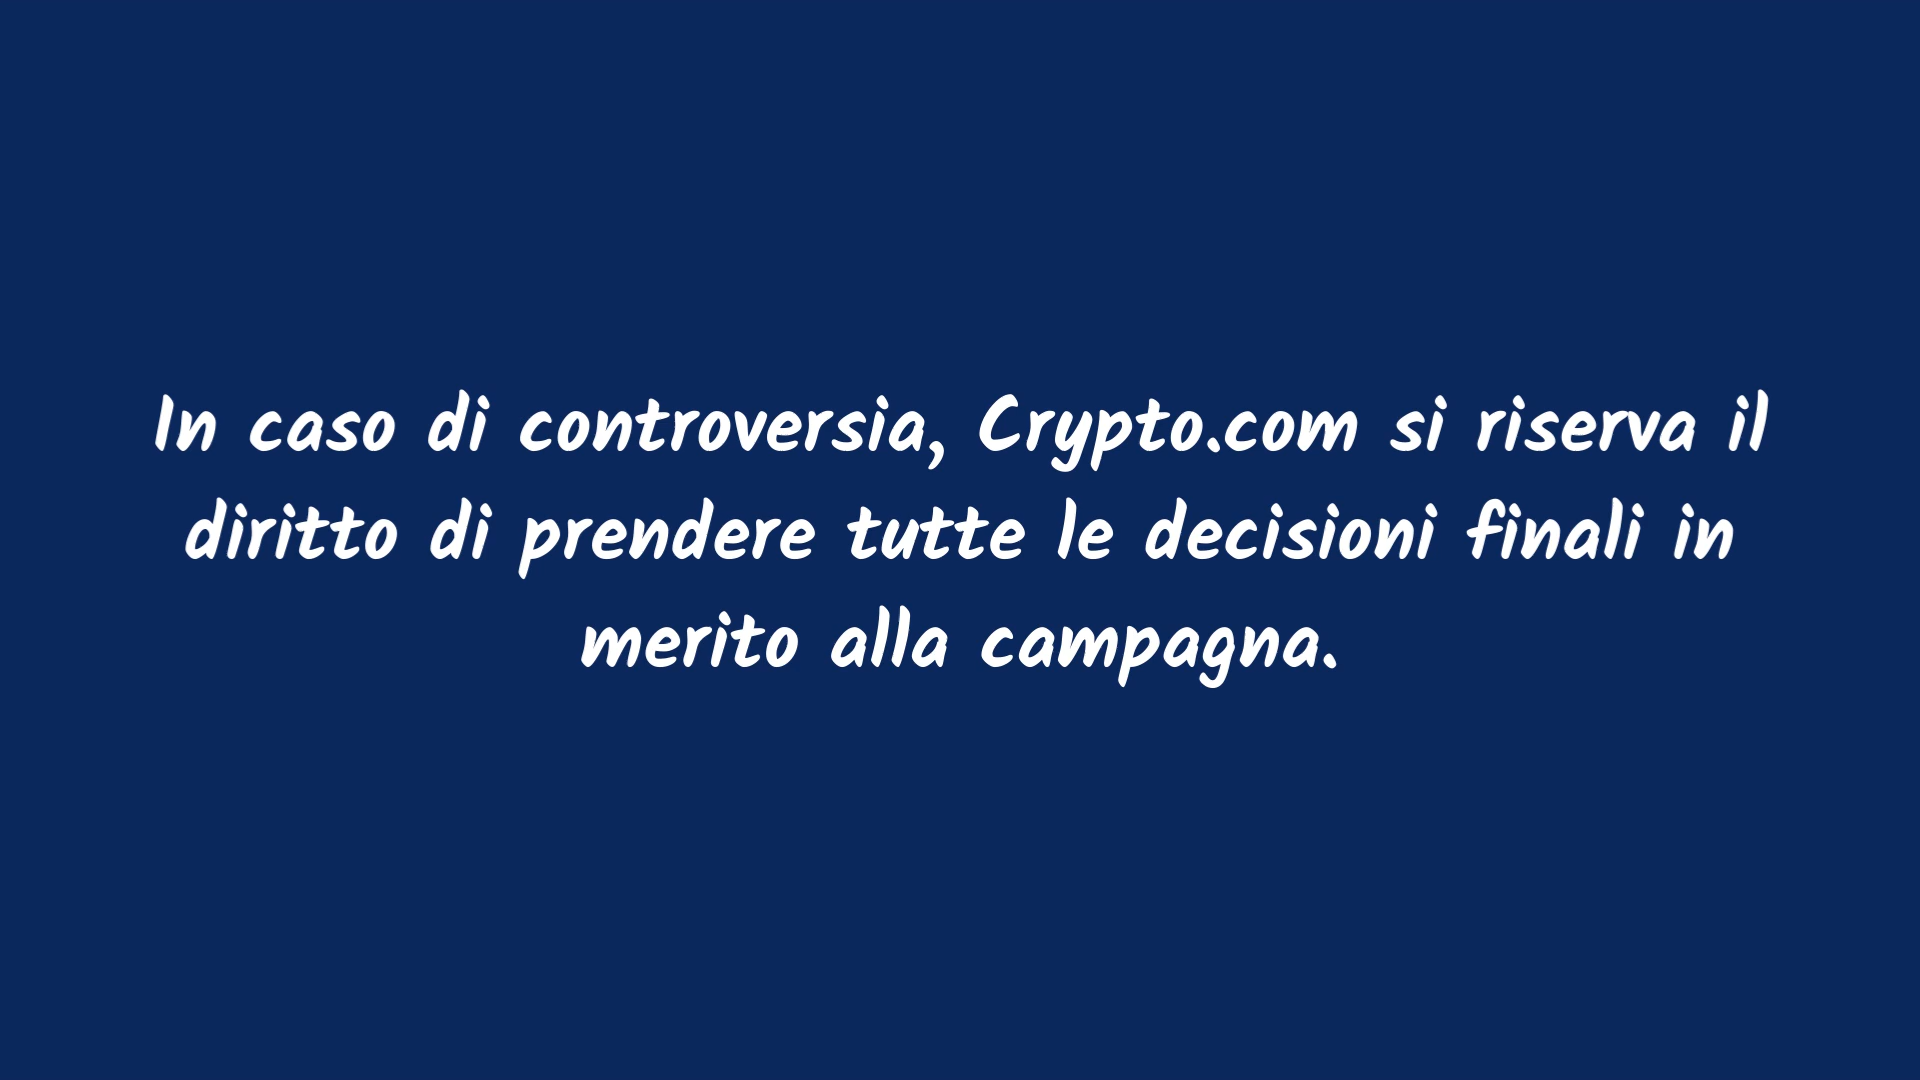 In caso di controversia, Crypto.com si riserva il
diritto di prendere tutte le decisioni finali in
merito alla campagna.